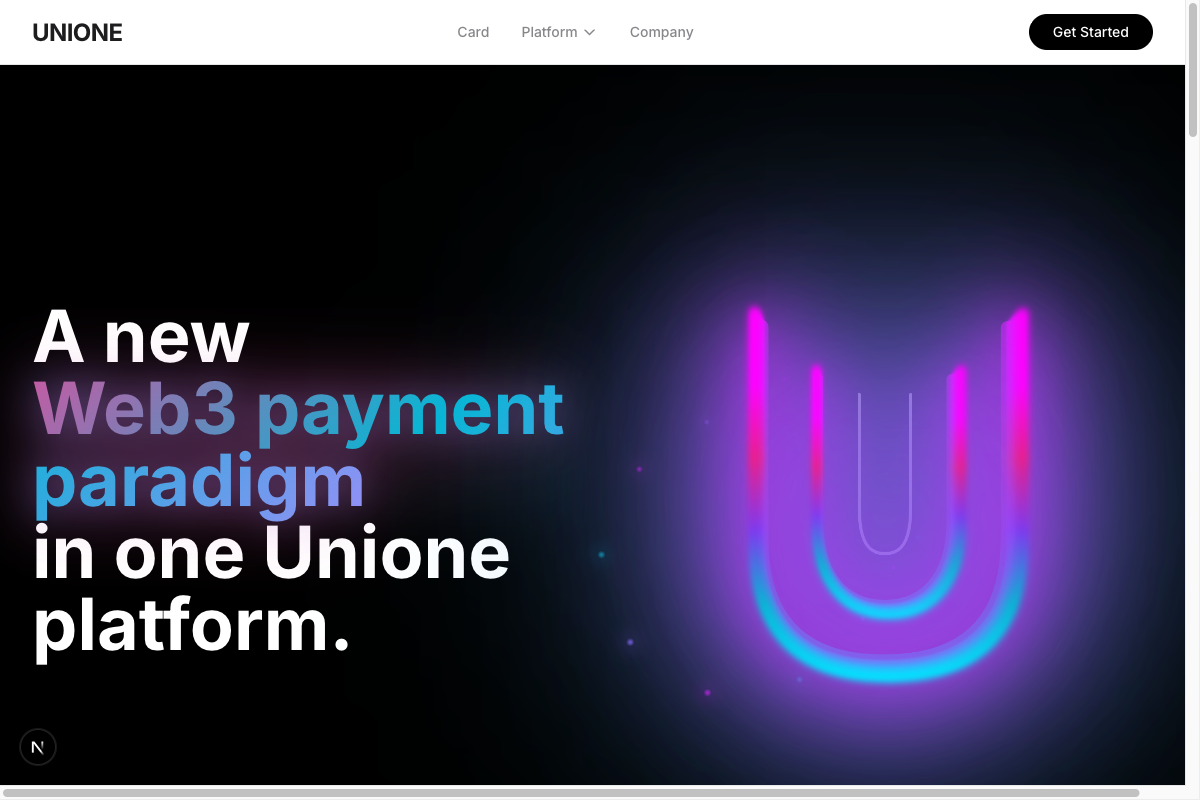 UNIONE
Card
Platform
Company
Get Started
A new
Web3 payment
paradigm
in one Unione
platform.
N